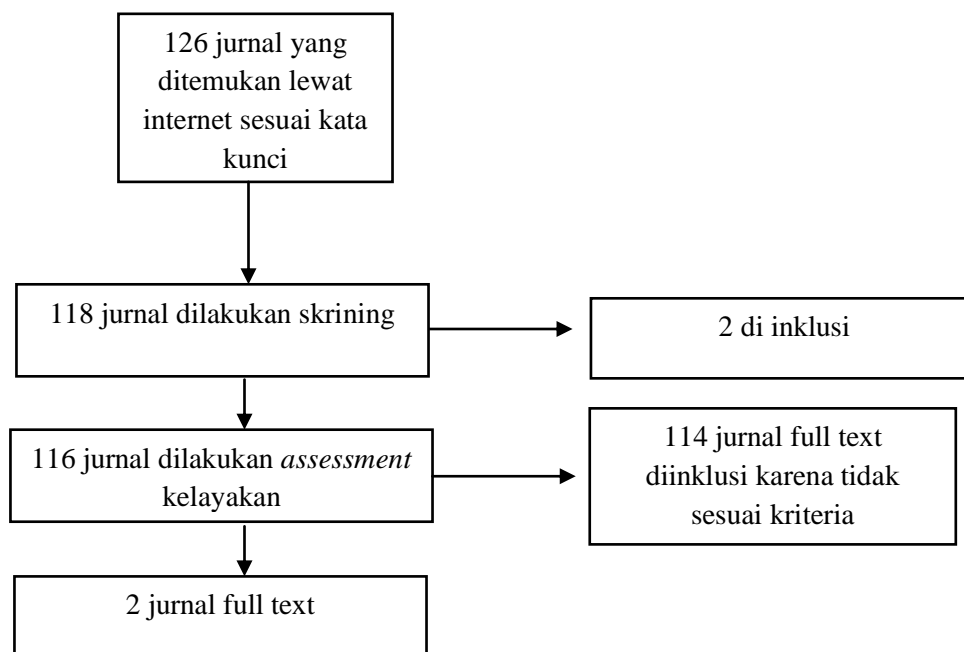 126 jurnal yang
ditemukan lewat
internet sesuai kata
kunci
118 jurnal dilakukan skrining
2 di inklusi
116 jurnal dilakukan assessment
kelayakan
114 jurnal full text
diinklusi karena tidak
sesuai kriteria
2 jurnal full text